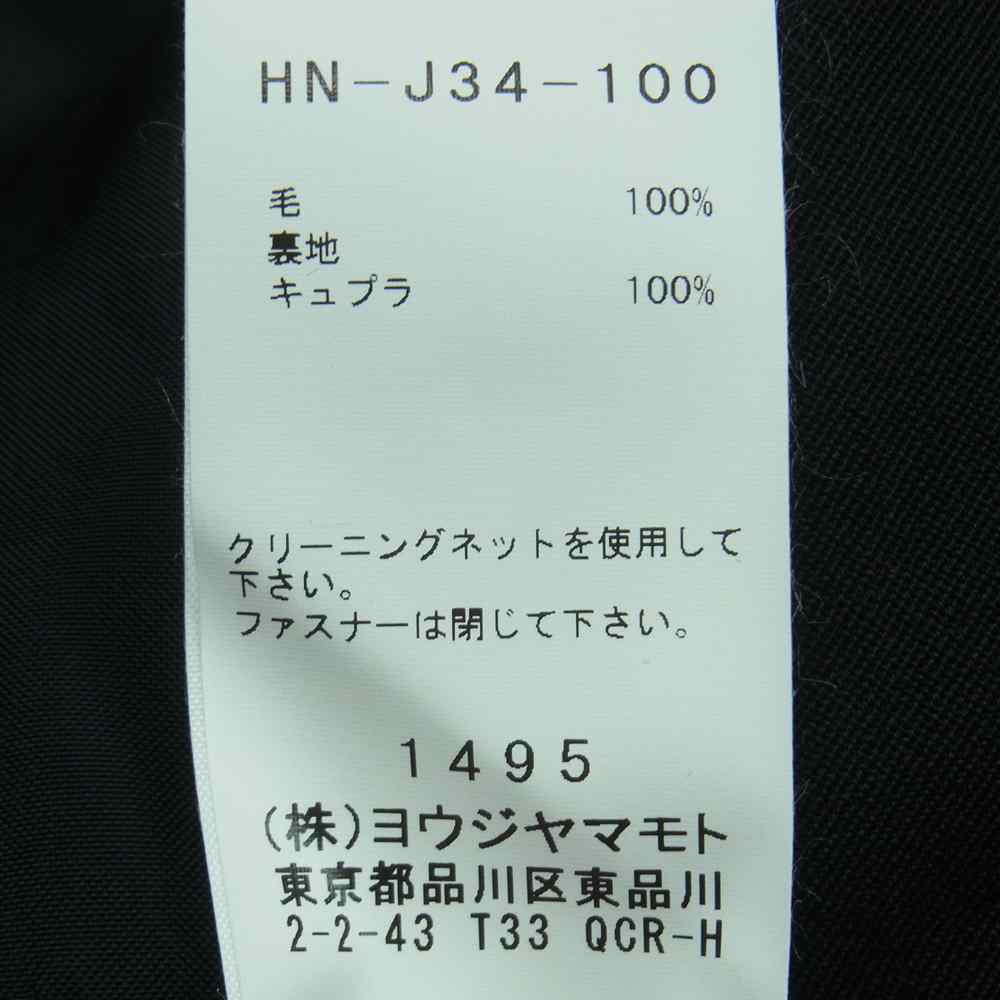 HN-J34-100
毛 100%
裏地
キュプラ 100%
クリーニングネットを使用して
下さい。
ファスナーは閉じて下さい。
1495
(株)ヨウジヤマモト
東京都品川区東品川
2-2-43 T33 QCR-H